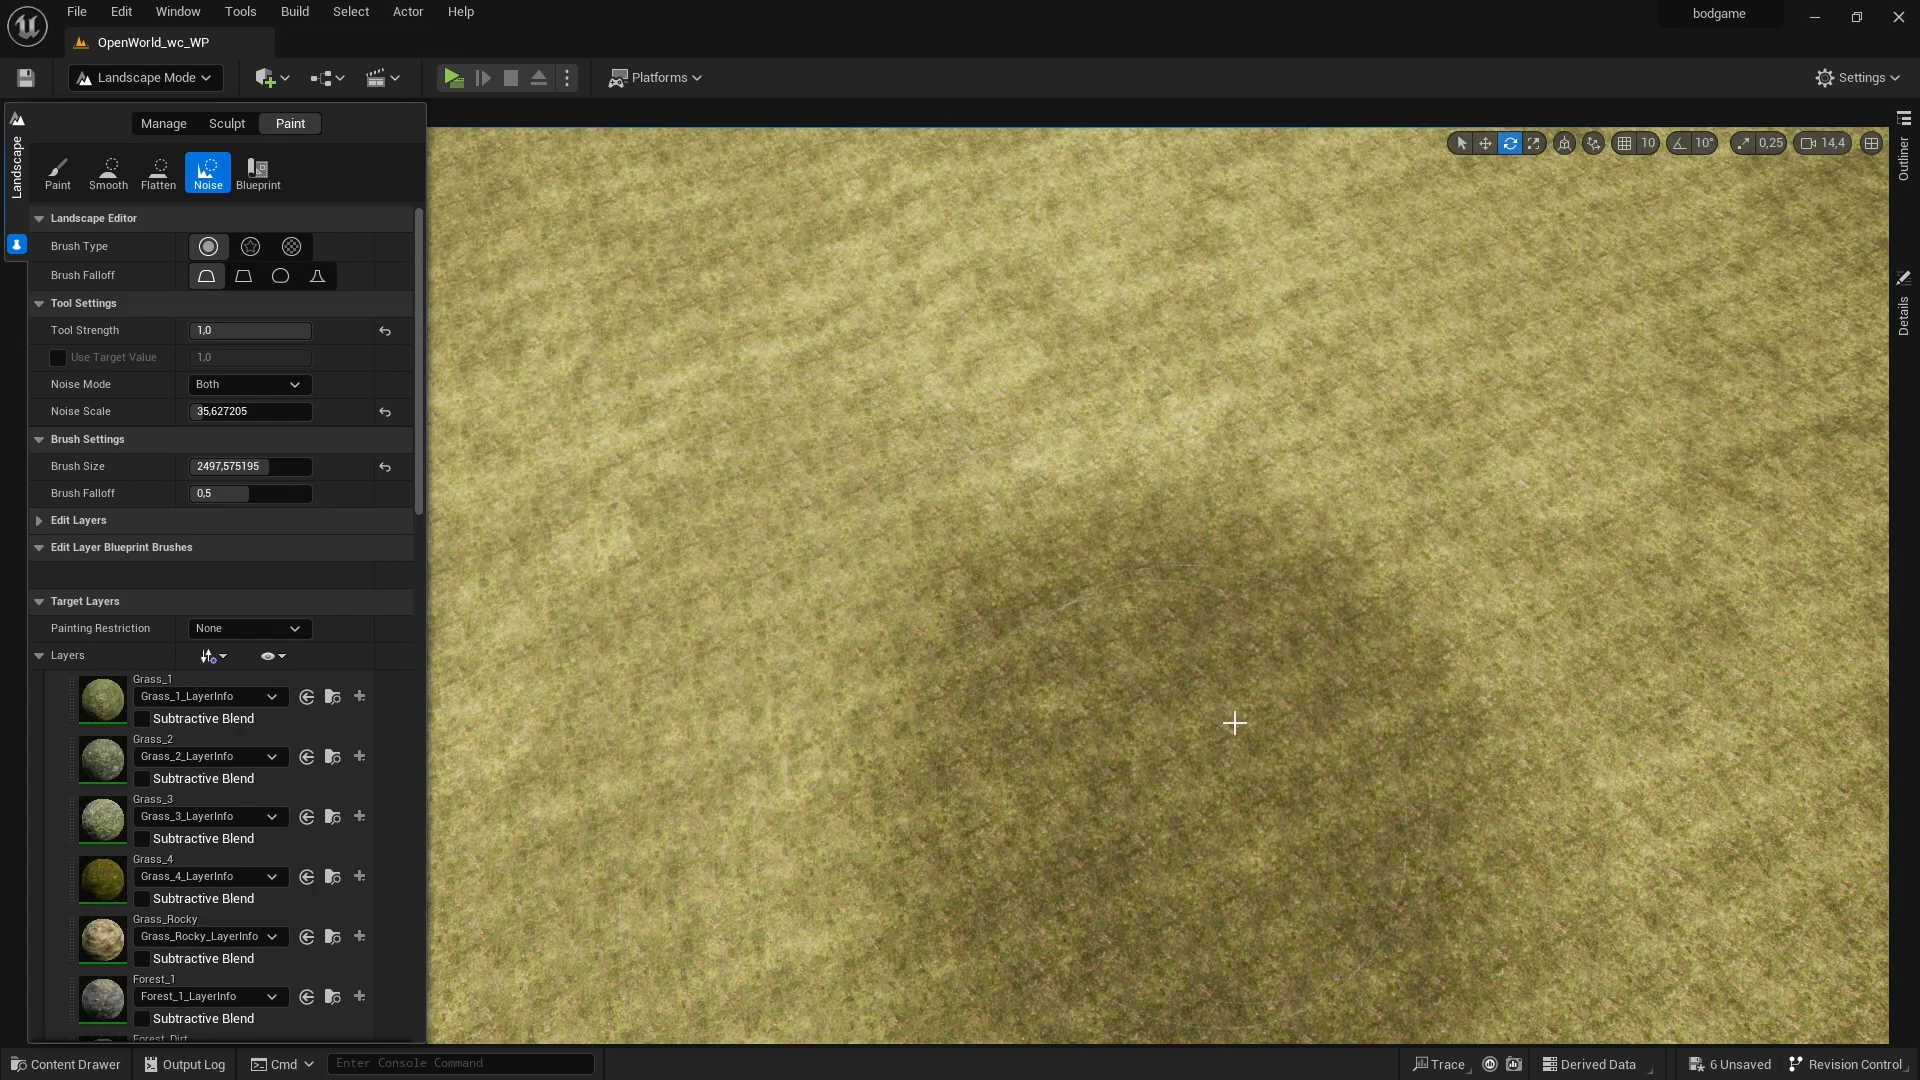 File Edit Window Tools Build Select Actor Help
bodgame
OpenWorld_wc_WP
Landscape Mode
Platforms
Settings
Landscape
Manage Sculpt Paint
Paint Smooth Flatten Noise Blueprint
10 10° 0,25 14,4
Outliner
Details
Landscape Editor
Brush Type
Brush Falloff
Tool Settings
Tool Strength 1,0
Use Target Value 1,0
Noise Mode Both
Noise Scale 35,627205
Brush Settings
Brush Size 2497,575195
Brush Falloff 0,5
Edit Layers
Edit Layer Blueprint Brushes
Target Layers
Painting Restriction None
Layers
Grass_1
Grass_1_LayerInfo
Subtractive Blend
Grass_2
Grass_2_LayerInfo
Subtractive Blend
Grass_3
Grass_3_LayerInfo
Subtractive Blend
Grass_4
Grass_4_LayerInfo
Subtractive Blend
Grass_Rocky
Grass_Rocky_LayerInfo
Subtractive Blend
Forest_1
Forest_1_LayerInfo
Subtractive Blend
Forest_Dirt
Content Drawer Output Log Cmd Enter Console Command
Trace Derived Data 6 Unsaved Revision Control